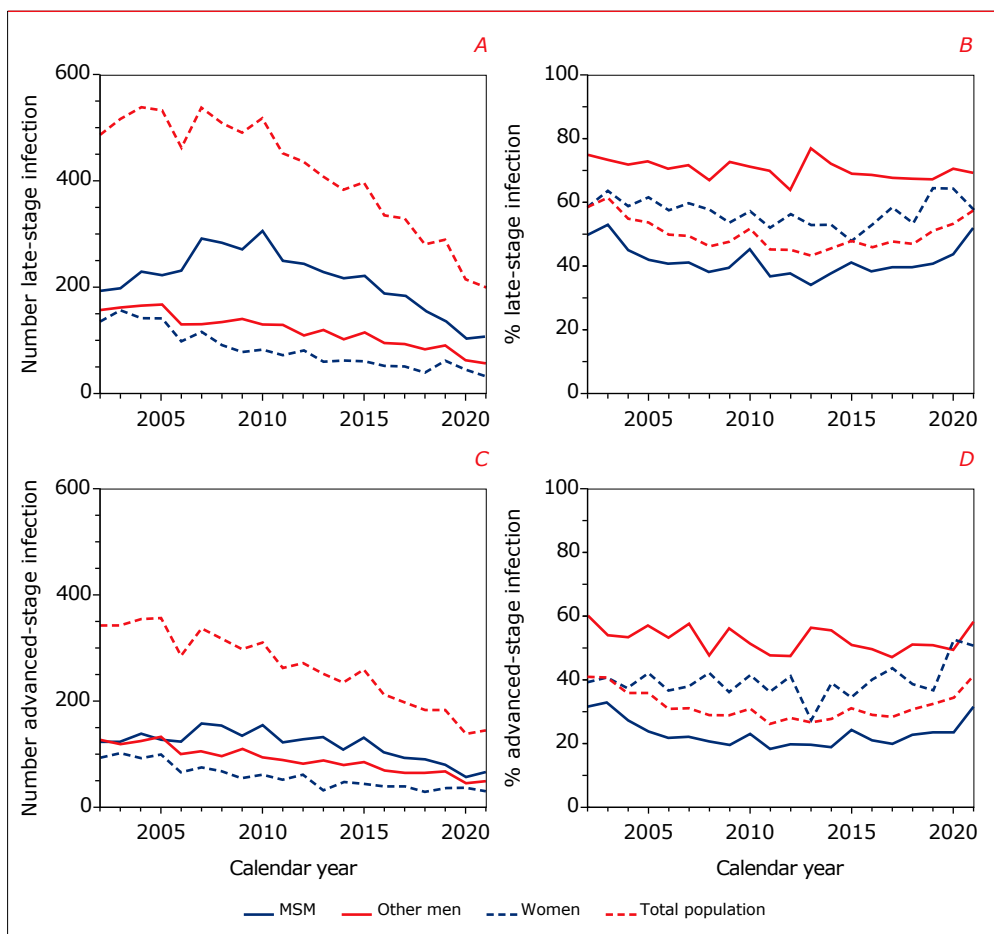 A
B
Number late-stage infection
600
400
200
0
2005
2010
2015
2020
% late-stage infection
100
80
60
40
20
0
2005
2010
2015
2020
C
D
Number advanced-stage infection
600
400
200
0
2005
2010
2015
2020
Calendar year
% advanced-stage infection
100
80
60
40
20
0
2005
2010
2015
2020
Calendar year
MSM
Other men
Women
Total population